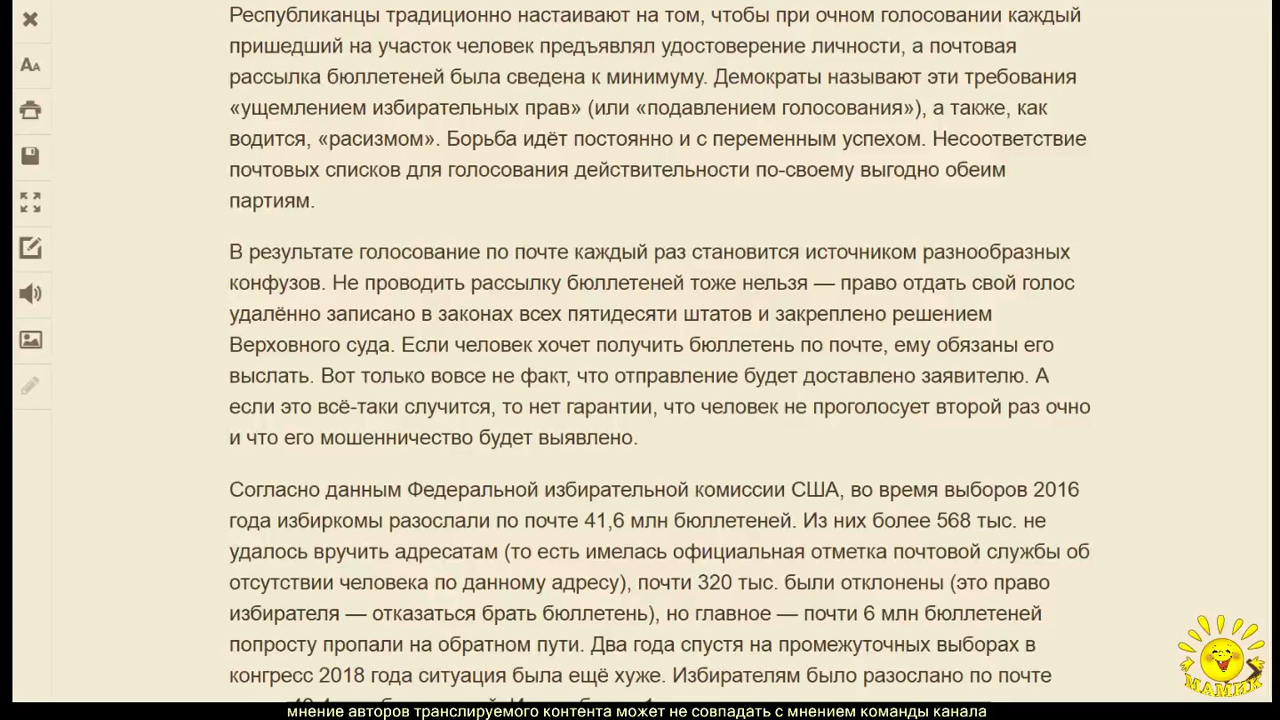 Республиканцы традиционно настаивают на том, чтобы при очном голосовании каждый
пришедший на участок человек предъявлял удостоверение личности, а почтовая
рассылка бюллетеней была сведена к минимуму. Демократы называют эти требования
«ущемлением избирательных прав» (или «подавлением голосования»), а также, как
водится, «расизмом». Борьба идёт постоянно и с переменным успехом. Несоответствие
почтовых списков для голосования действительности по-своему выгодно обеим
партиям.
В результате голосование по почте каждый раз становится источником разнообразных
конфузов. Не проводить рассылку бюллетеней тоже нельзя — право отдать свой голос
удалённо записано в законах всех пятидесяти штатов и закреплено решением
Верховного суда. Если человек хочет получить бюллетень по почте, ему обязаны его
выслать. Вот только вовсе не факт, что отправление будет доставлено заявителю. А
если это всё-таки случится, то нет гарантии, что человек не проголосует второй раз очно
и что его мошенничество будет выявлено.
Согласно данным Федеральной избирательной комиссии США, во время выборов 2016
года избиркомы разослали по почте 41,6 млн бюллетеней. Из них более 568 тыс. не
удалось вручить адресатам (то есть имелась официальная отметка почтовой службы об
отсутствии человека по данному адресу), почти 320 тыс. были отклонены (это право
избирателя — отказаться брать бюллетень), но главное — почти 6 млн бюллетеней
попросту пропали на обратном пути. Два года спустя на промежуточных выборах в
конгресс 2018 года ситуация была ещё хуже. Избирателям было разослано по почте
мнение авторов транслируемого контента может не совпадать с мнением команды канала
МАМИК